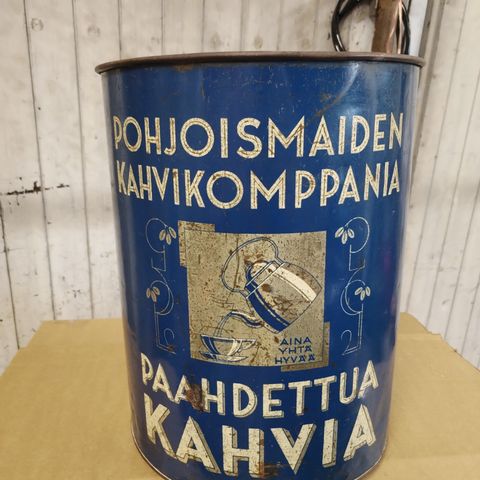 POHJOISMAIDEN
KAHVIKOMPPANIA
AINA
YHTÄ
HYVÄÄ
PAAHDETTUA
KAHVIA